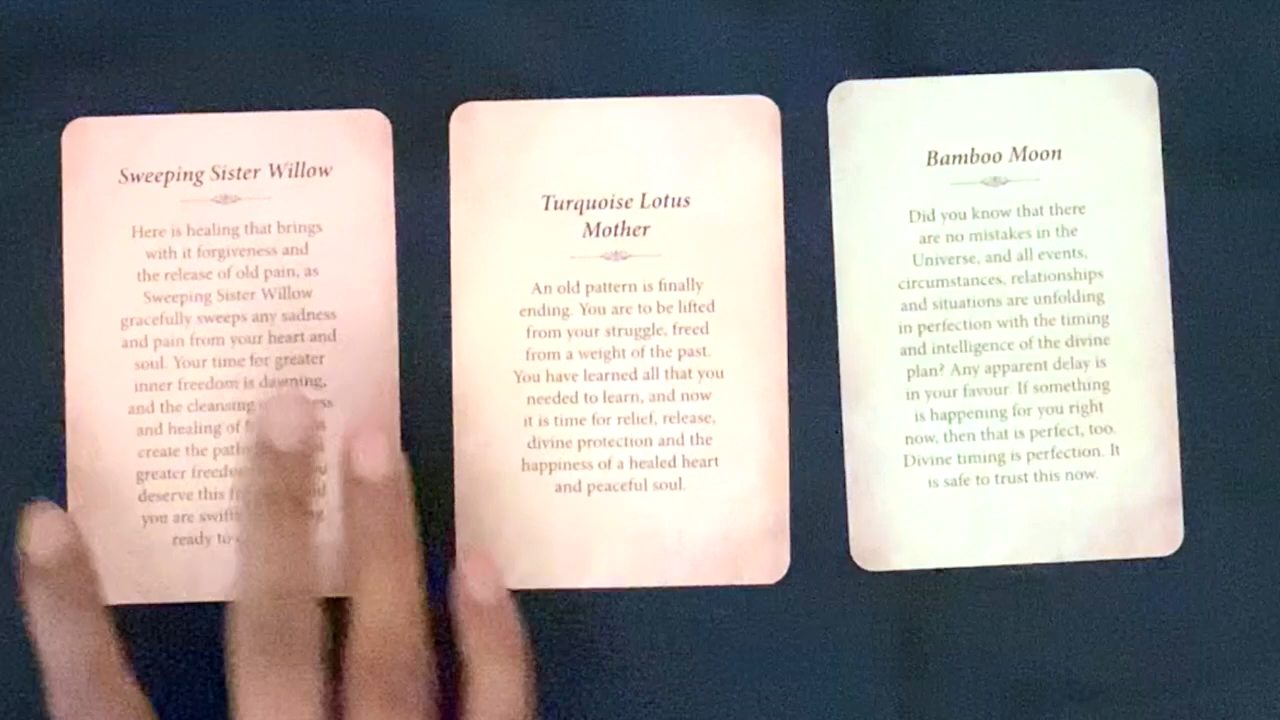 Sweeping Sister Willow
Here is healing that brings
with it forgiveness and
the release of old pain, as
Sweeping Sister Willow
gracefully sweeps any sadness
and pain from your heart and
soul. Your time for greater
inner freedom is dawning,
and the cleansing
and healing of
create the
greater
deserve this
you are
ready to
Turquoise Lotus
Mother
An old pattern is finally
ending. You are to be lifted
from your struggle, freed
from a weight of the past.
You have learned all that you
needed to learn, and now
it is time for relief, release,
divine protection and the
happiness of a healed heart
and peaceful soul.
Bamboo Moon
Did you know that there
are no mistakes in the
Universe, and all events,
circumstances, relationships
and situations are unfolding
in perfection with the timing
and intelligence of the divine
plan? Any apparent delay is
in your favour. If something
is happening for you right
now, then that is perfect, too.
Divine timing is perfection. It
is safe to trust this now.